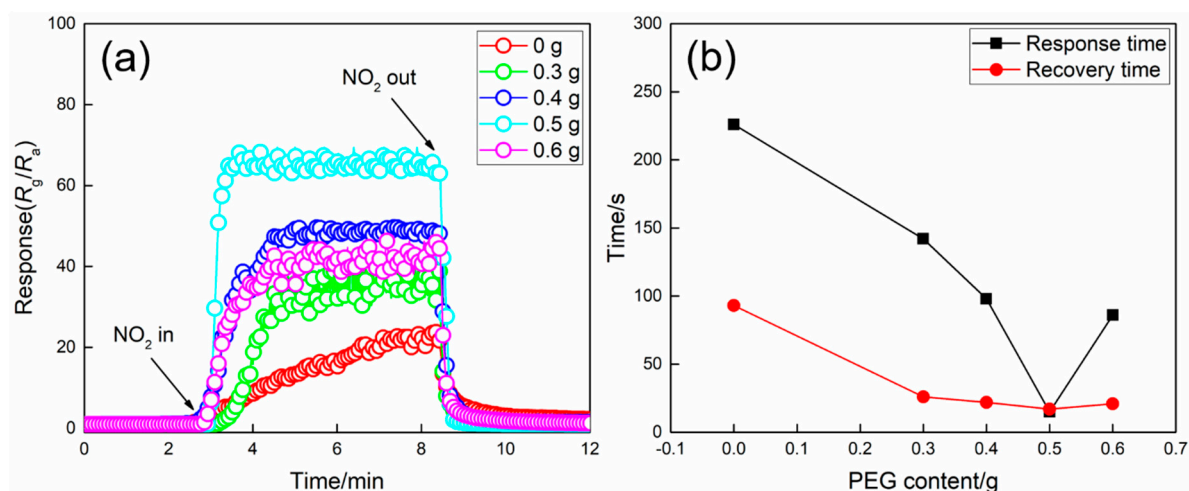 (a)
0 g
0.3 g
0.4 g
0.5 g
0.6 g
NO2 out
NO2 in
Response(Rg/Ra)
100
80
60
40
20
0
0 2 4 6 8 10 12
Time/min
(b)
Response time
Recovery time
Time/s
300
250
200
150
100
50
0
-0.1 0.0 0.1 0.2 0.3 0.4 0.5 0.6 0.7
PEG content/g